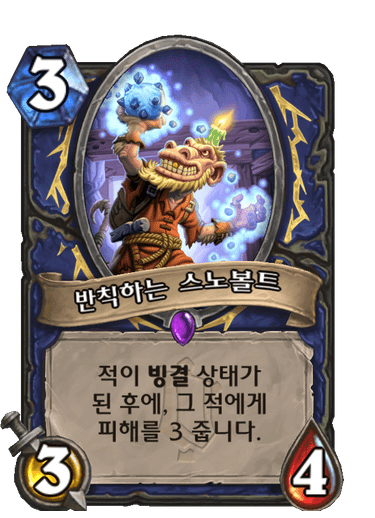 3
반칙하는 스노볼트
적이 빙결 상태가
된 후에, 그 적에게
피해를 3 줍니다.
3
4